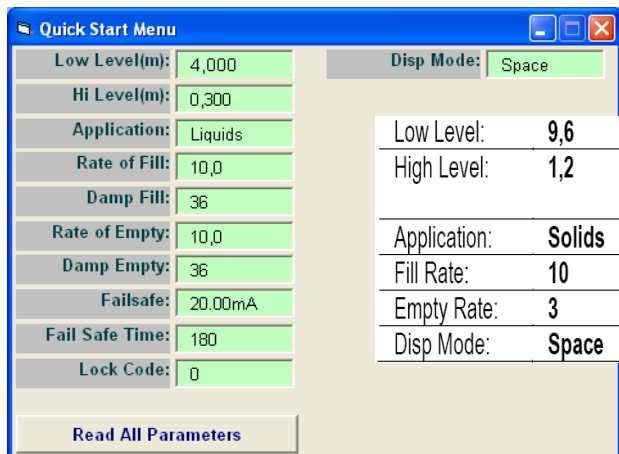 Quick Start Menu
Low Level(m): 4,000
Hi Level(m): 0,300
Application: Liquids
Rate of Fill: 10,0
Damp Fill: 36
Rate of Empty: 10,0
Damp Empty: 36
Failsafe: 20.00mA
Fail Safe Time: 180
Lock Code: 0
Read All Parameters
Disp Mode: Space
Low Level: 9,6
High Level: 1,2
Application: Solids
Fill Rate: 10
Empty Rate: 3
Disp Mode: Space